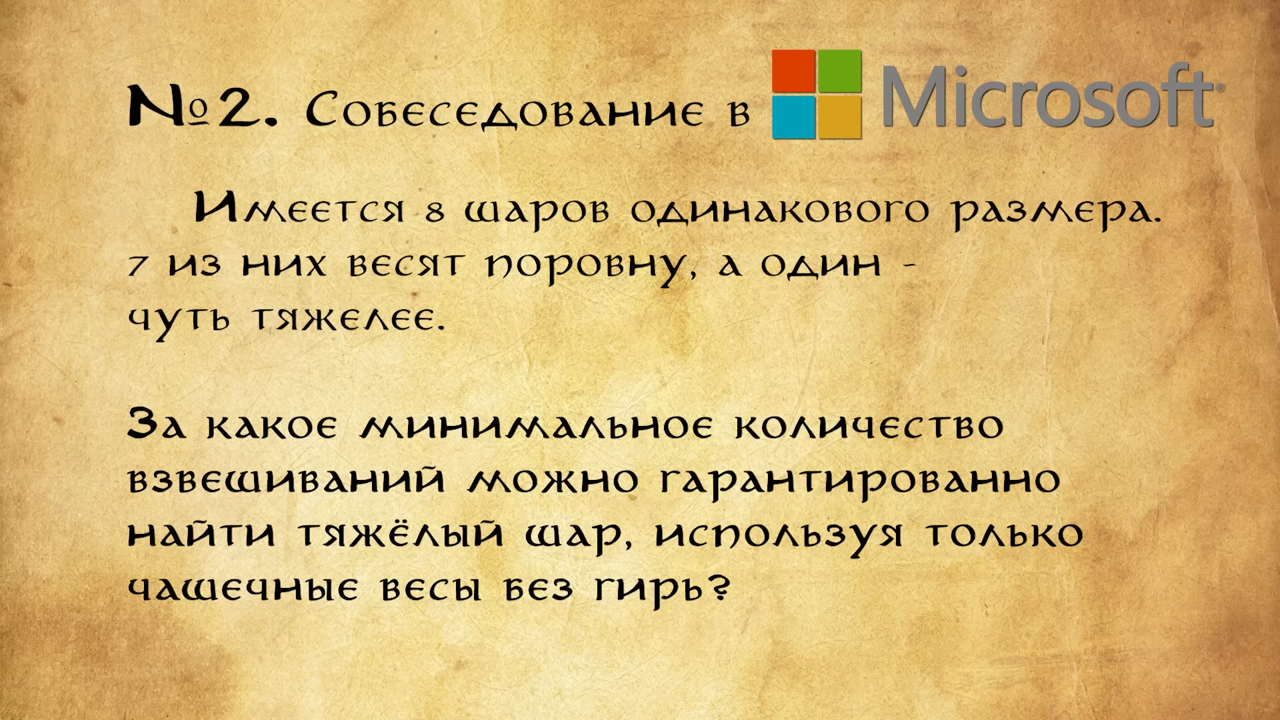 №2. Собеседование в Microsoft
Имеется 8 шаров одинакового размера.
7 из них весят поровну, а один -
чуть тяжелее.
За какое минимальное количество
взвешиваний можно гарантированно
найти тяжёлый шар, используя только
чашечные весы без гирь?